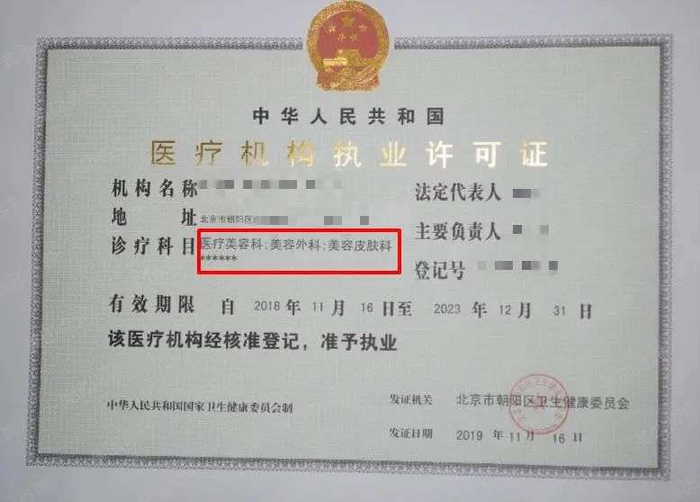 中华人民共和国
医疗机构执业许可证
机构名称
法定代表人
地 址 北京市朝阳区
主要负责人
诊疗科目 医疗美容科;美容外科;美容皮肤科
******
登记号
有效期限 自 2018 年 11 月 16 日至 2023 年 12 月 31 日
该医疗机构经核准登记，准予执业
中华人民共和国国家卫生健康委员会制
发证机关 北京市朝阳区卫生健康委员会
发证日期 2019 年 11 月 16 日